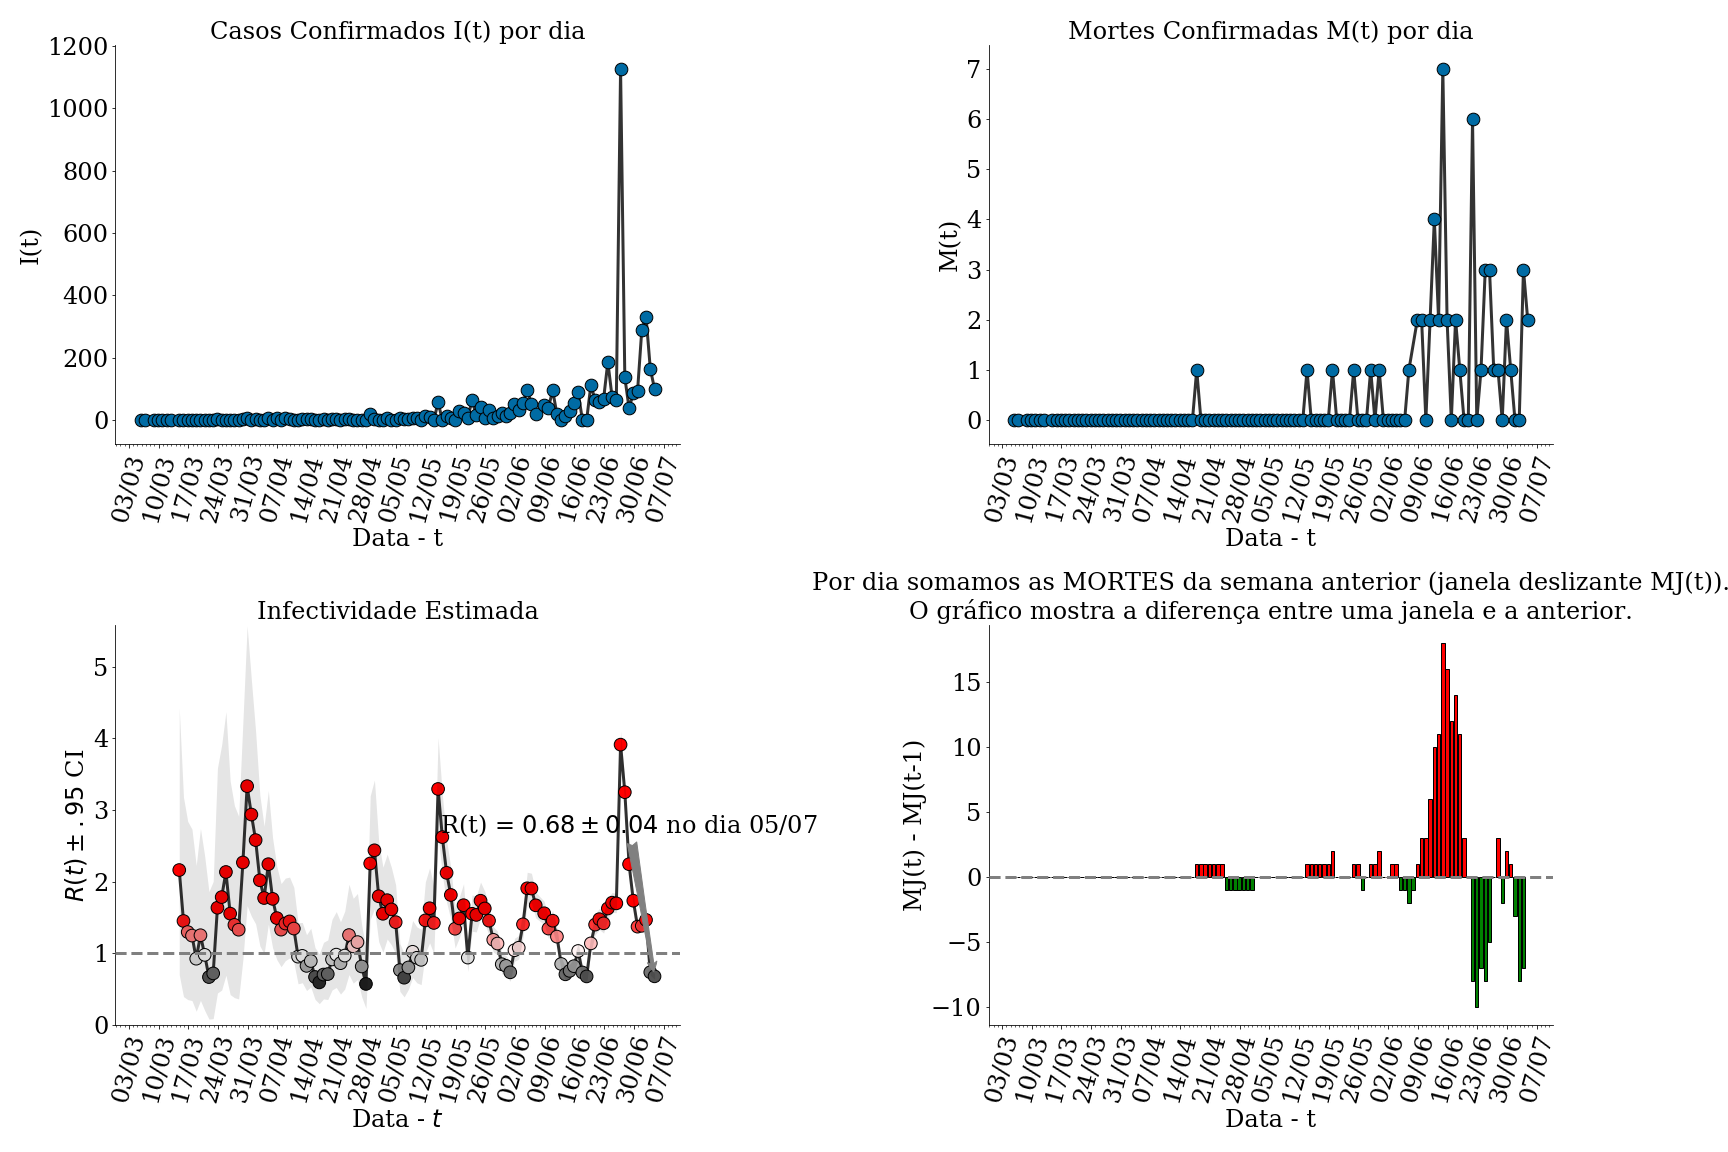 Casos Confirmados I(t) por dia
1200
1000
800
600
400
200
0
I(t)
03/03 10/03 17/03 24/03 31/03 07/04 14/04 21/04 28/04 05/05 12/05 19/05 26/05 02/06 09/06 16/06 23/06 30/06 07/07
Data - t
Mortes Confirmadas M(t) por dia
7
6
5
4
3
2
1
0
M(t)
03/03 10/03 17/03 24/03 31/03 07/04 14/04 21/04 28/04 05/05 12/05 19/05 26/05 02/06 09/06 16/06 23/06 30/06 07/07
Data - t
Infectividade Estimada
5
4
3
2
1
0
R(t) ± .95 CI
R(t) = 0.68 ± 0.04 no dia 05/07
03/03 10/03 17/03 24/03 31/03 07/04 14/04 21/04 28/04 05/05 12/05 19/05 26/05 02/06 09/06 16/06 23/06 30/06 07/07
Data - t
Por dia somamos as MORTES da semana anterior (janela deslizante MJ(t)).
O gráfico mostra a diferença entre uma janela e a anterior.
15
10
5
0
−5
−10
MJ(t) - MJ(t-1)
03/03 10/03 17/03 24/03 31/03 07/04 14/04 21/04 28/04 05/05 12/05 19/05 26/05 02/06 09/06 16/06 23/06 30/06 07/07
Data - t